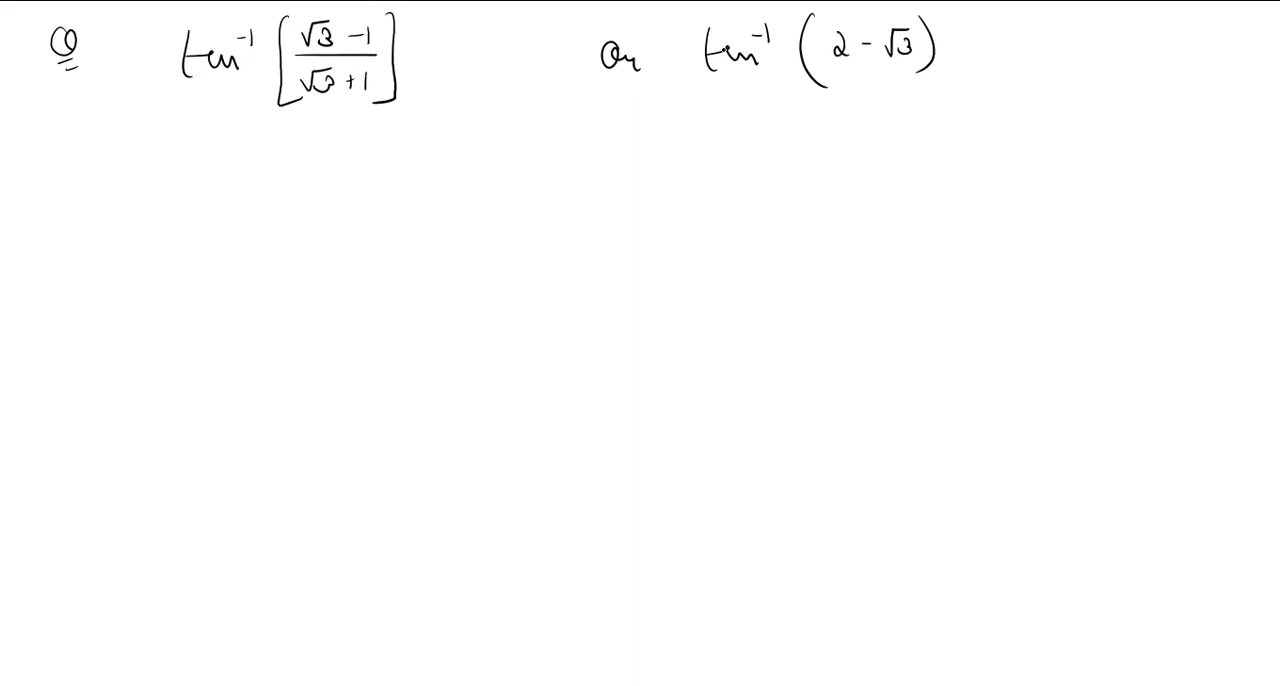 Q tan⁻¹ [ (√3 -1) / (√3 +1) ] Or tan⁻¹ ( 2 - √3 )